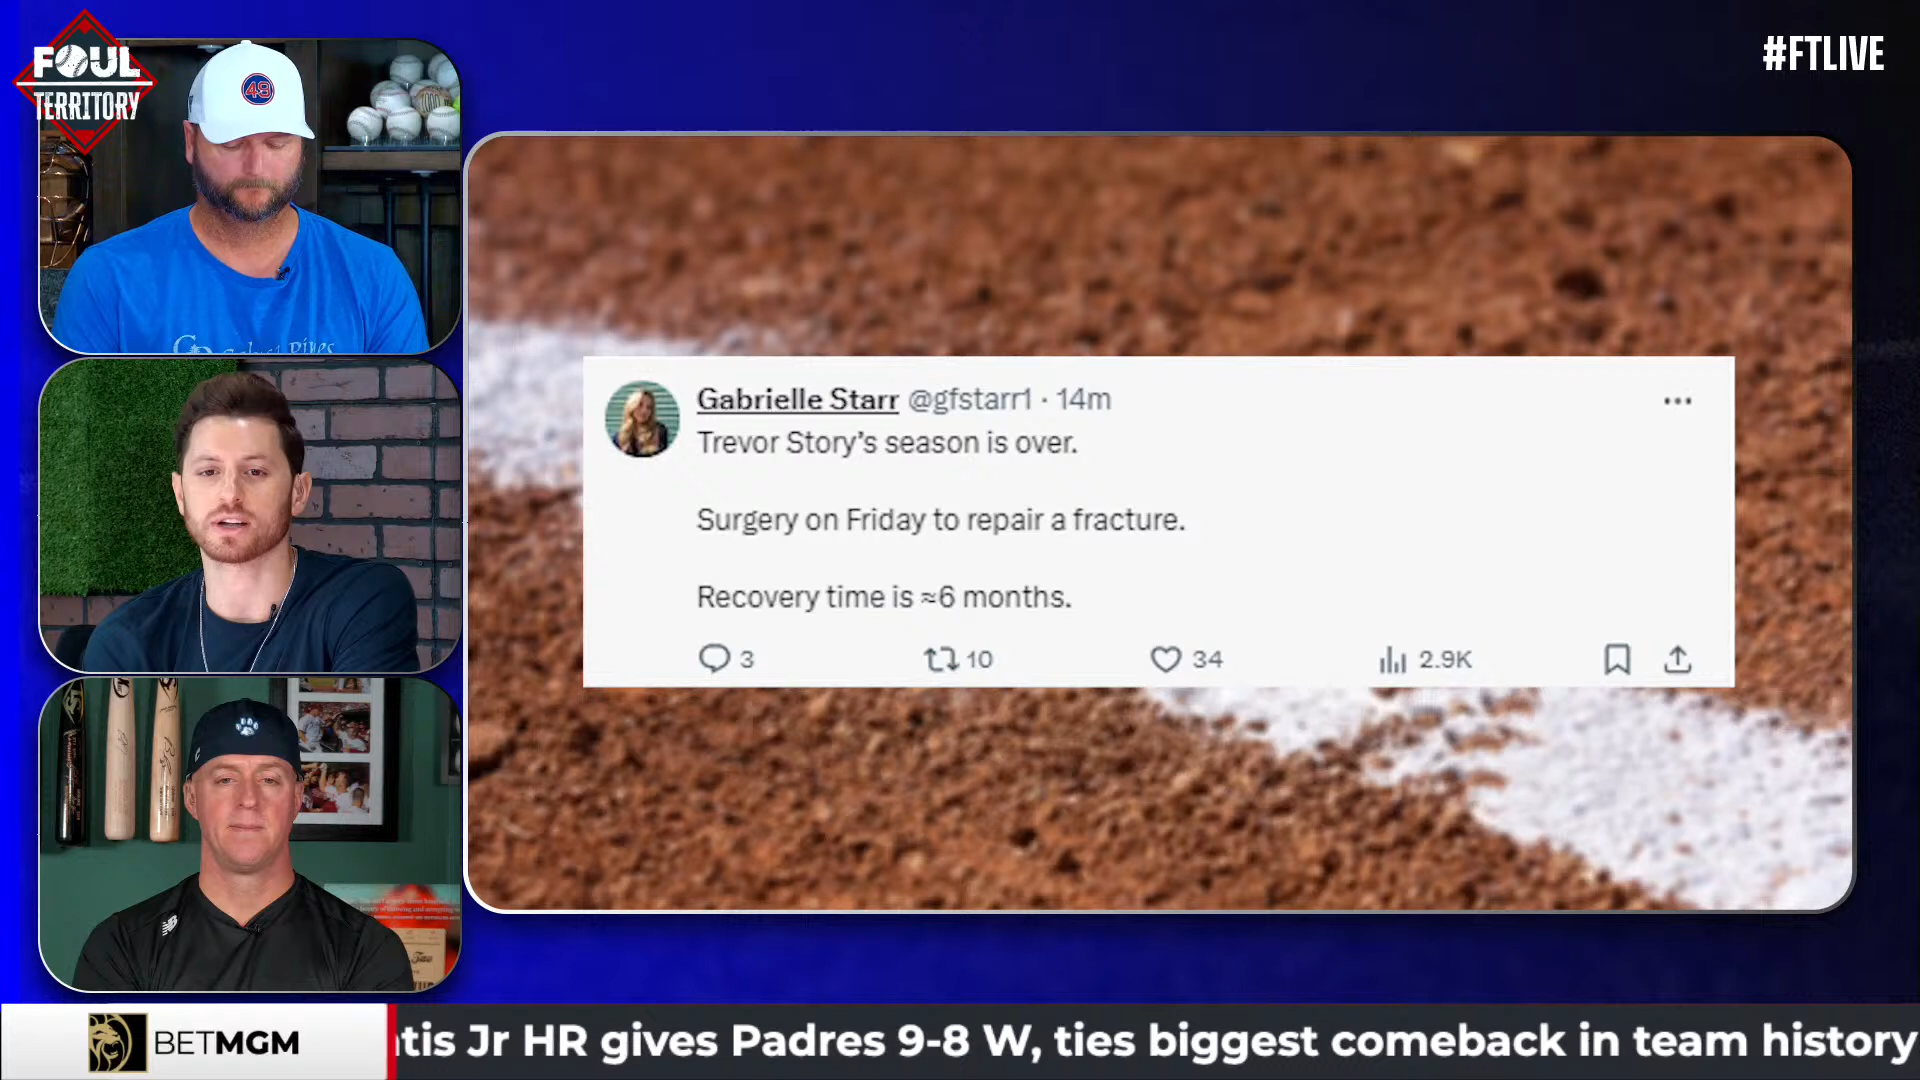 FOUL
TERRITORY
#FTLIVE
48
Gabrielle Starr @gfstarr1 · 14m
Trevor Story's season is over.
Surgery on Friday to repair a fracture.
Recovery time is ≈6 months.
3 10 34 2.9K
BETMGM
tis Jr HR gives Padres 9-8 W, ties biggest comeback in team history